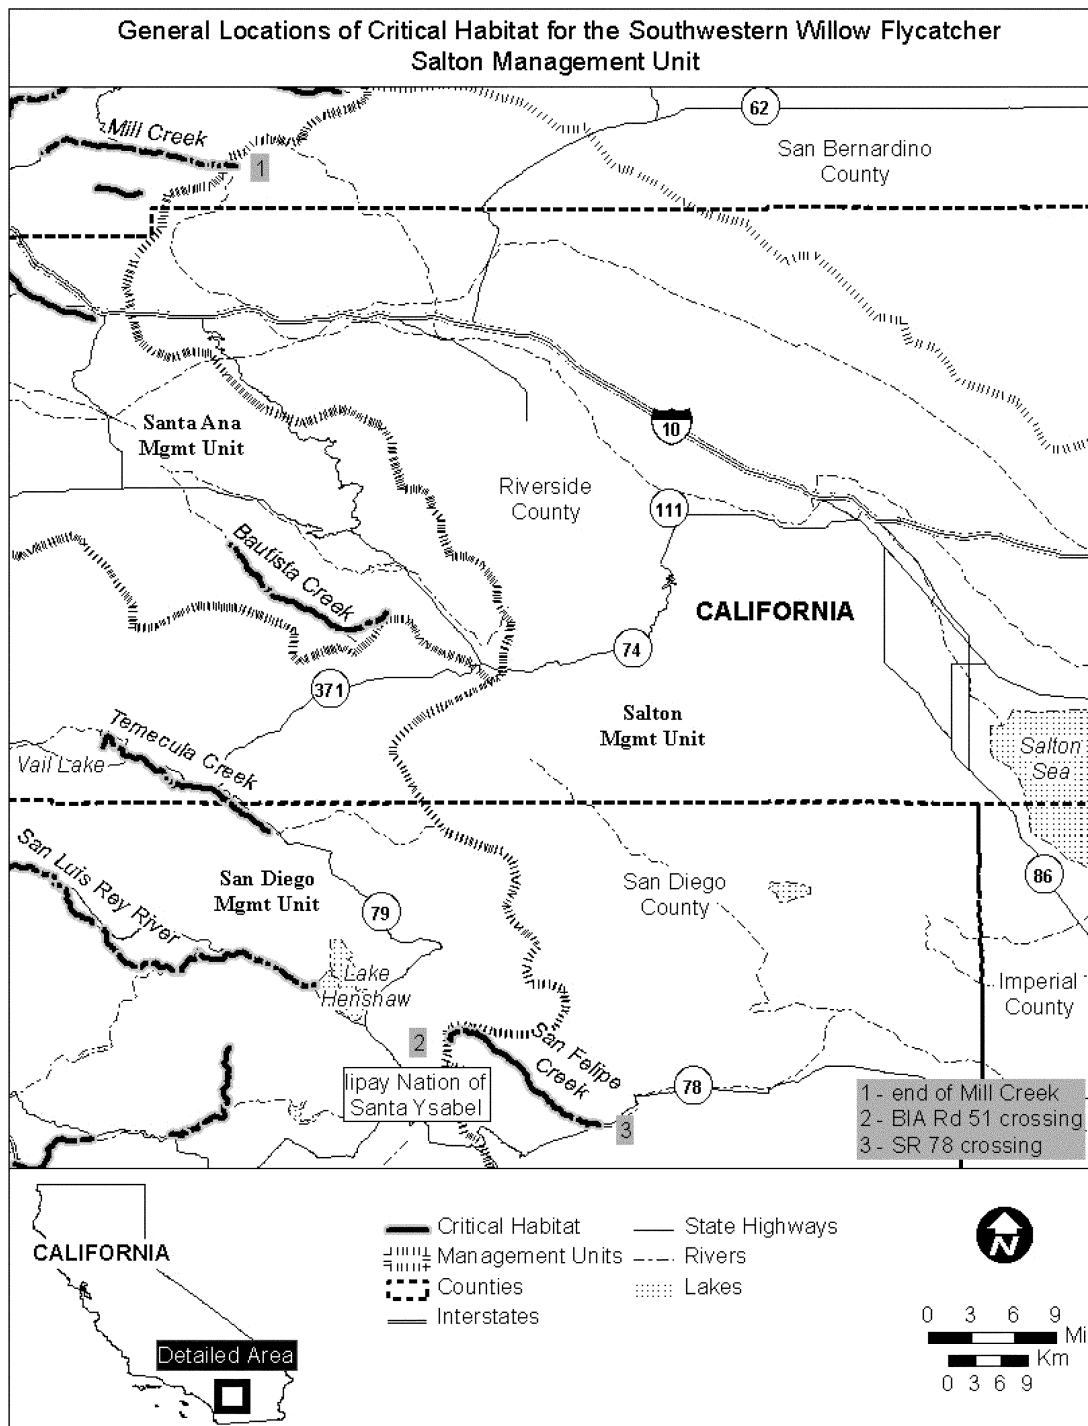 General Locations of Critical Habitat for the Southwestern Willow Flycatcher
Salton Management Unit
62
Mill Creek
San Bernardino
County
1
Santa Ana
Mgmt Unit
10
Riverside
County
111
Bautista Creek
CALIFORNIA
74
371
Salton
Mgmt Unit
Temecula Creek
Vail Lake
Salton
Sea
San Luis Rey River
San Diego
Mgmt Unit
79
San Diego
County
86
Lake
Henshaw
Imperial
County
2
San Felipe
Creek
Iipay Nation of
Santa Ysabel
78
3
1 - end of Mill Creek
2 - BIA Rd 51 crossing
3 - SR 78 crossing
CALIFORNIA
Detailed Area
Critical Habitat
Management Units
Counties
Interstates
State Highways
Rivers
Lakes
N
0 3 6 9
Mi
Km
0 3 6 9